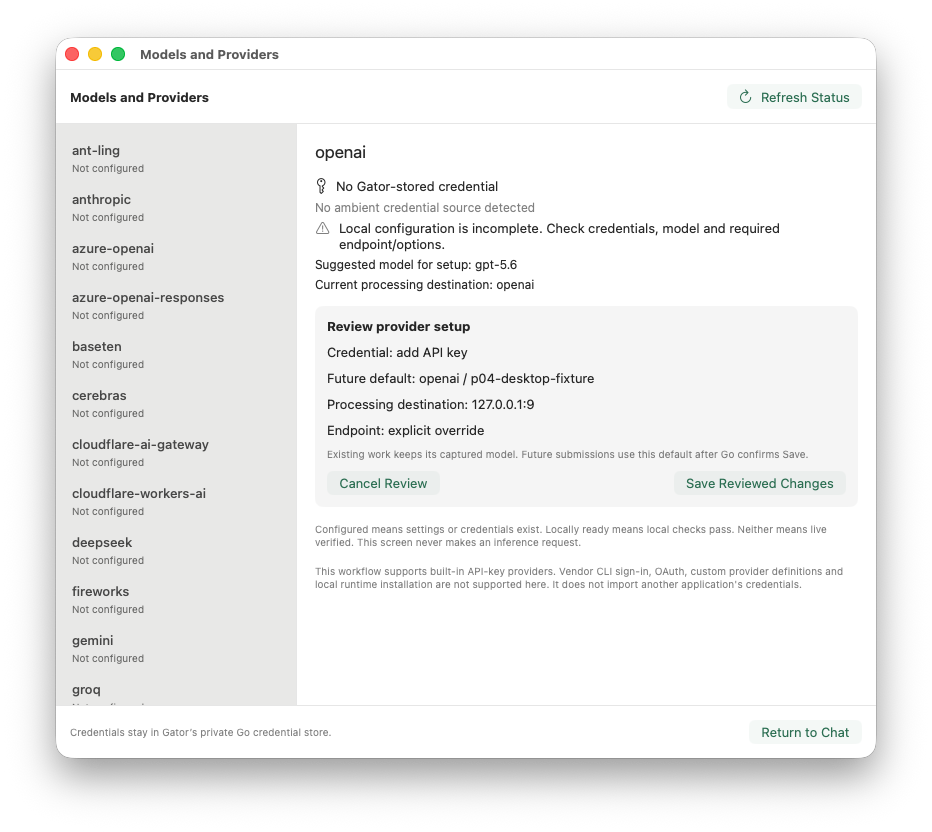 Models and Providers
Models and Providers
Refresh Status
ant-ling
Not configured
anthropic
Not configured
azure-openai
Not configured
azure-openai-responses
Not configured
baseten
Not configured
cerebras
Not configured
cloudflare-ai-gateway
Not configured
cloudflare-workers-ai
Not configured
deepseek
Not configured
fireworks
Not configured
gemini
Not configured
groq
openai
No Gator-stored credential
No ambient credential source detected
Local configuration is incomplete. Check credentials, model and required
endpoint/options.
Suggested model for setup: gpt-5.6
Current processing destination: openai
Review provider setup
Credential: add API key
Future default: openai / p04-desktop-fixture
Processing destination: 127.0.0.1:9
Endpoint: explicit override
Existing work keeps its captured model. Future submissions use this default after Go confirms Save.
Cancel Review
Save Reviewed Changes
Configured means settings or credentials exist. Locally ready means local checks pass. Neither means live
verified. This screen never makes an inference request.
This workflow supports built-in API-key providers. Vendor CLI sign-in, OAuth, custom provider definitions and
local runtime installation are not supported here. It does not import another application's credentials.
Credentials stay in Gator's private Go credential store.
Return to Chat